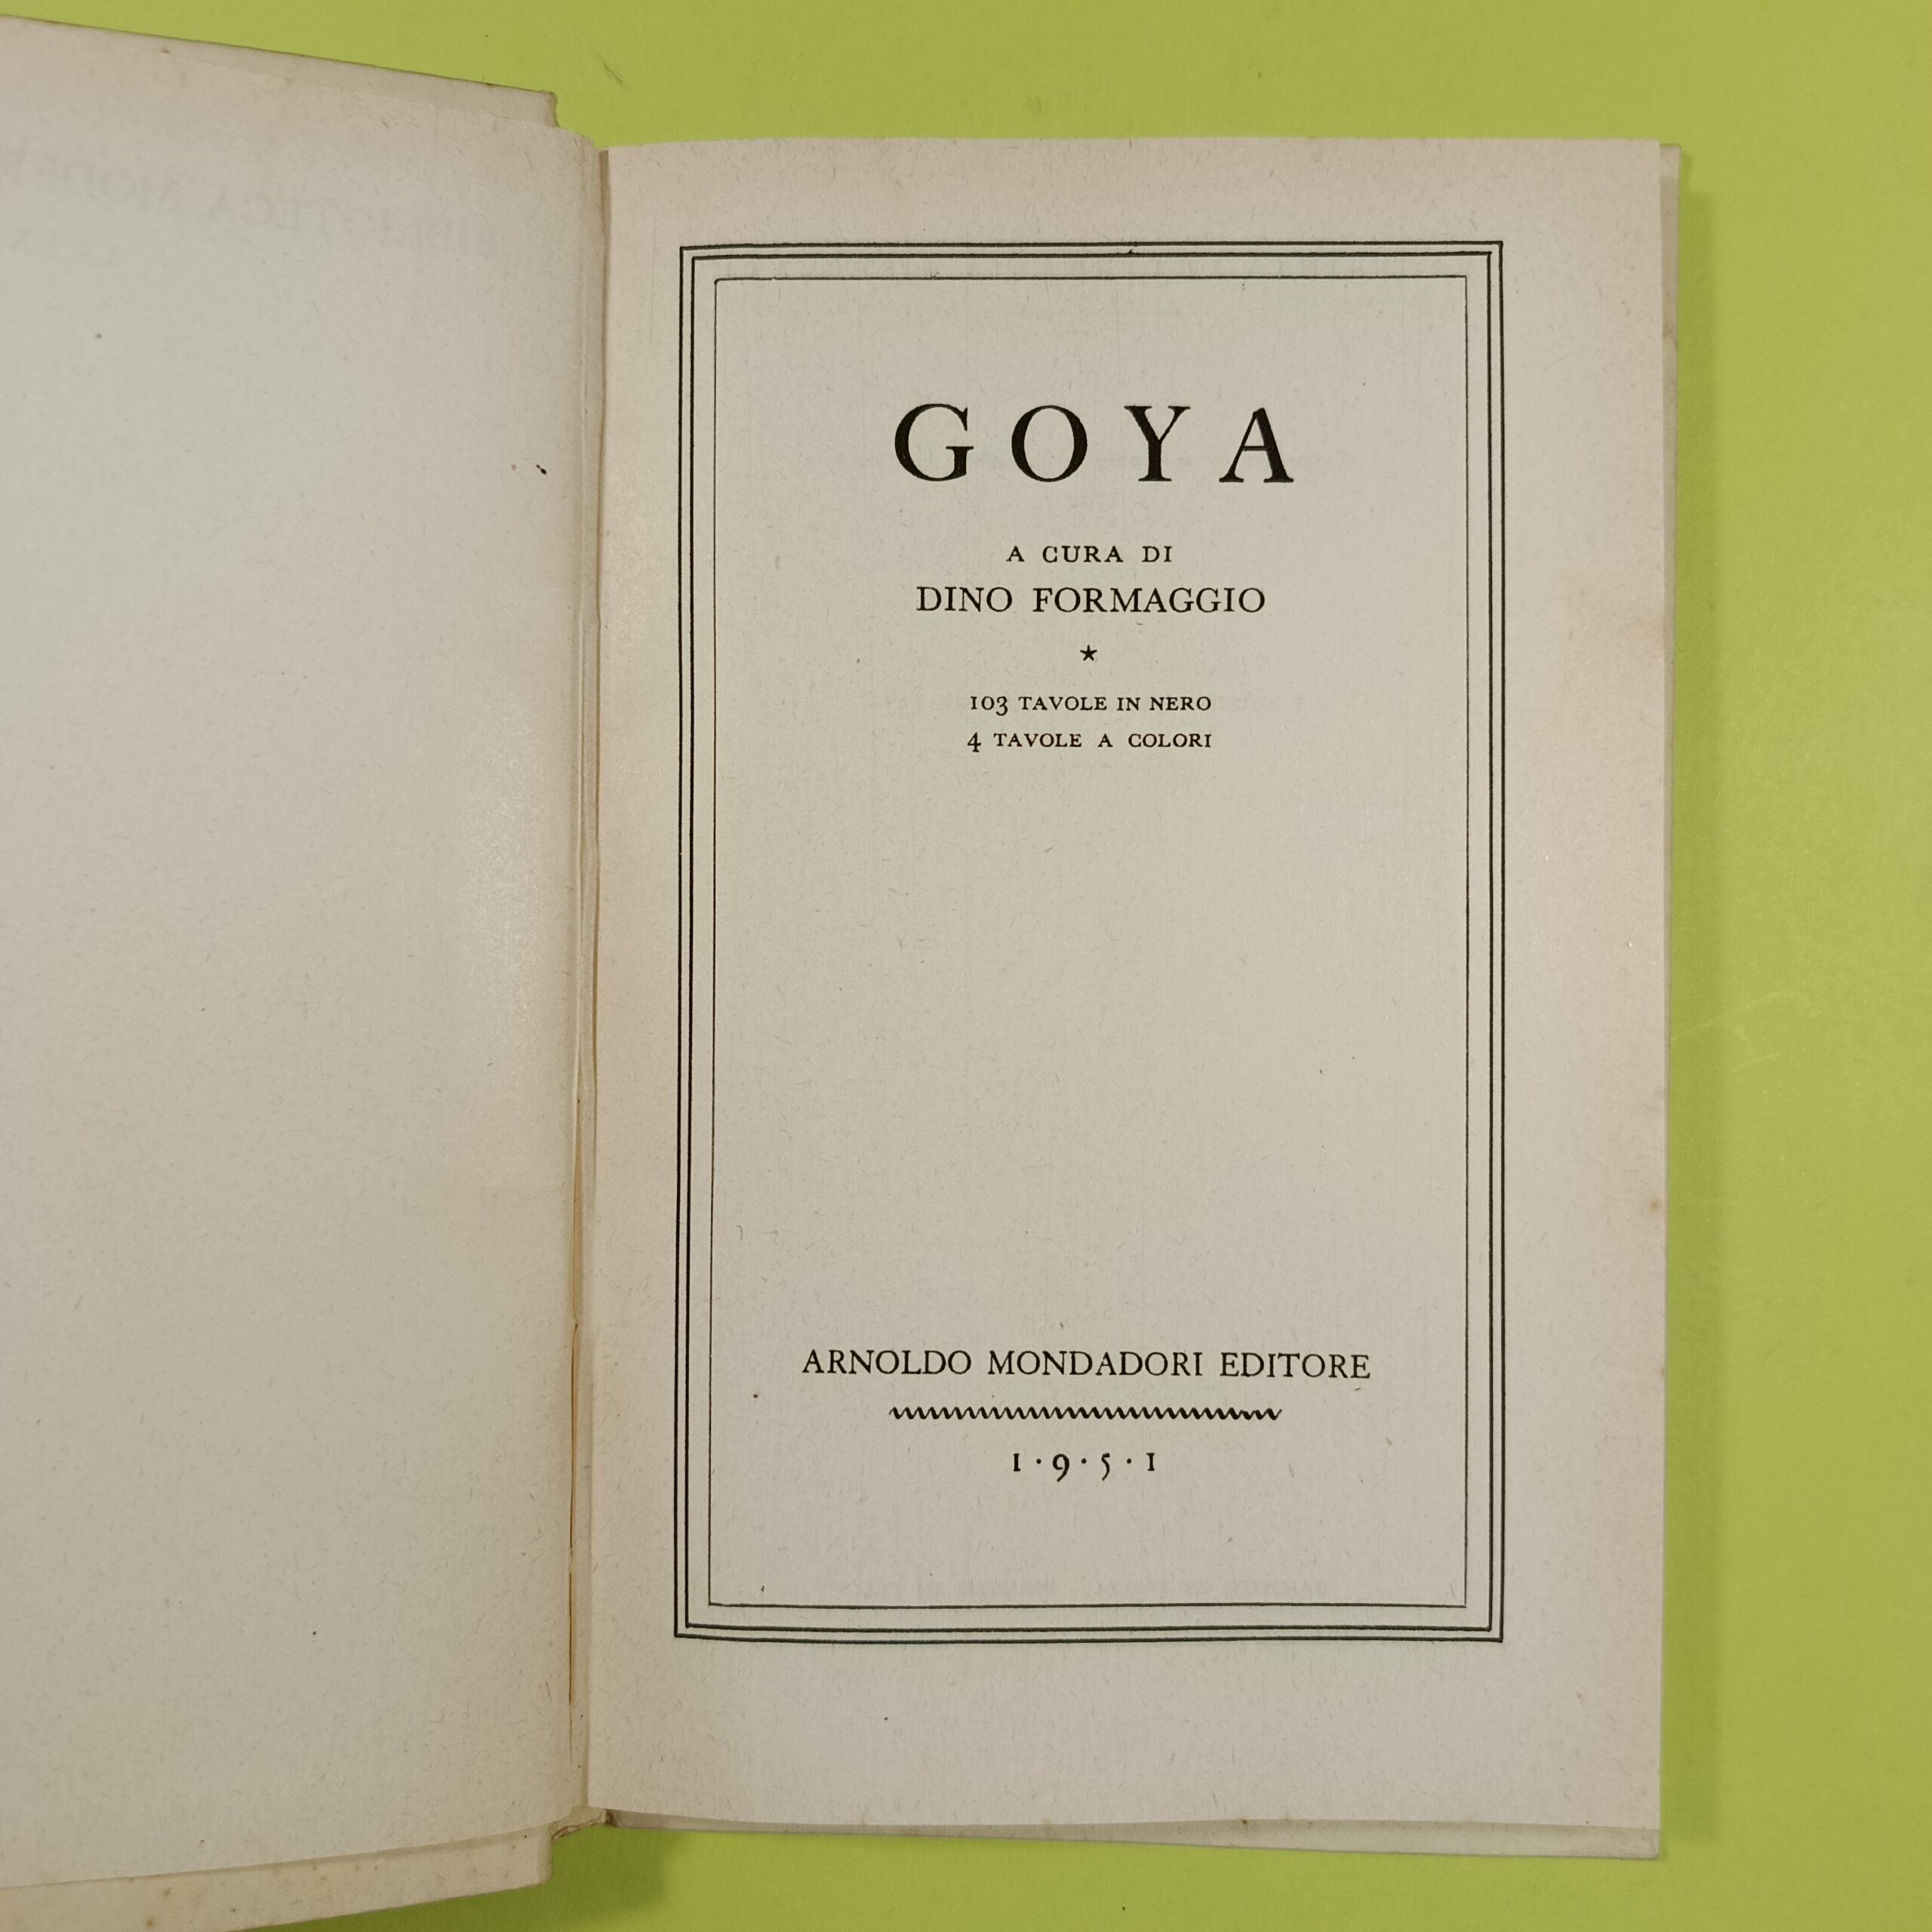 GOYA
A CURA DI
DINO FORMAGGIO
★
103 TAVOLE IN NERO
4 TAVOLE A COLORI
ARNOLDO MONDADORI EDITORE
1·9·5·1
BIBLIOTECA